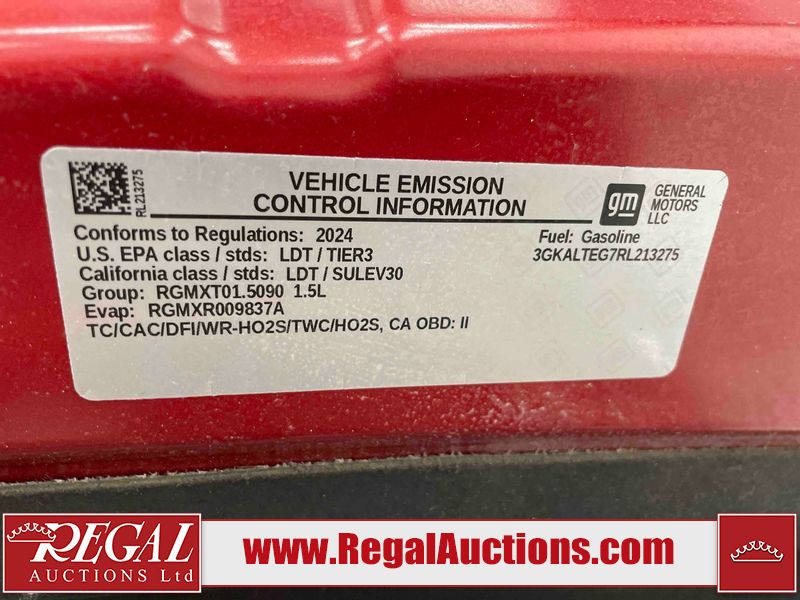 RL213275
VEHICLE EMISSION
CONTROL INFORMATION
gm
GENERAL
MOTORS
LLC
Conforms to Regulations: 2024
U.S. EPA class / stds: LDT / TIER3
California class / stds: LDT / SULEV30
Group: RGMXT01.5090 1.5L
Evap: RGMXR009837A
TC/CAC/DFI/WR-HO2S/TWC/HO2S, CA OBD: II
Fuel: Gasoline
3GKALTEG7RL213275
REGAL
AUCTIONS Ltd
www.RegalAuctions.com